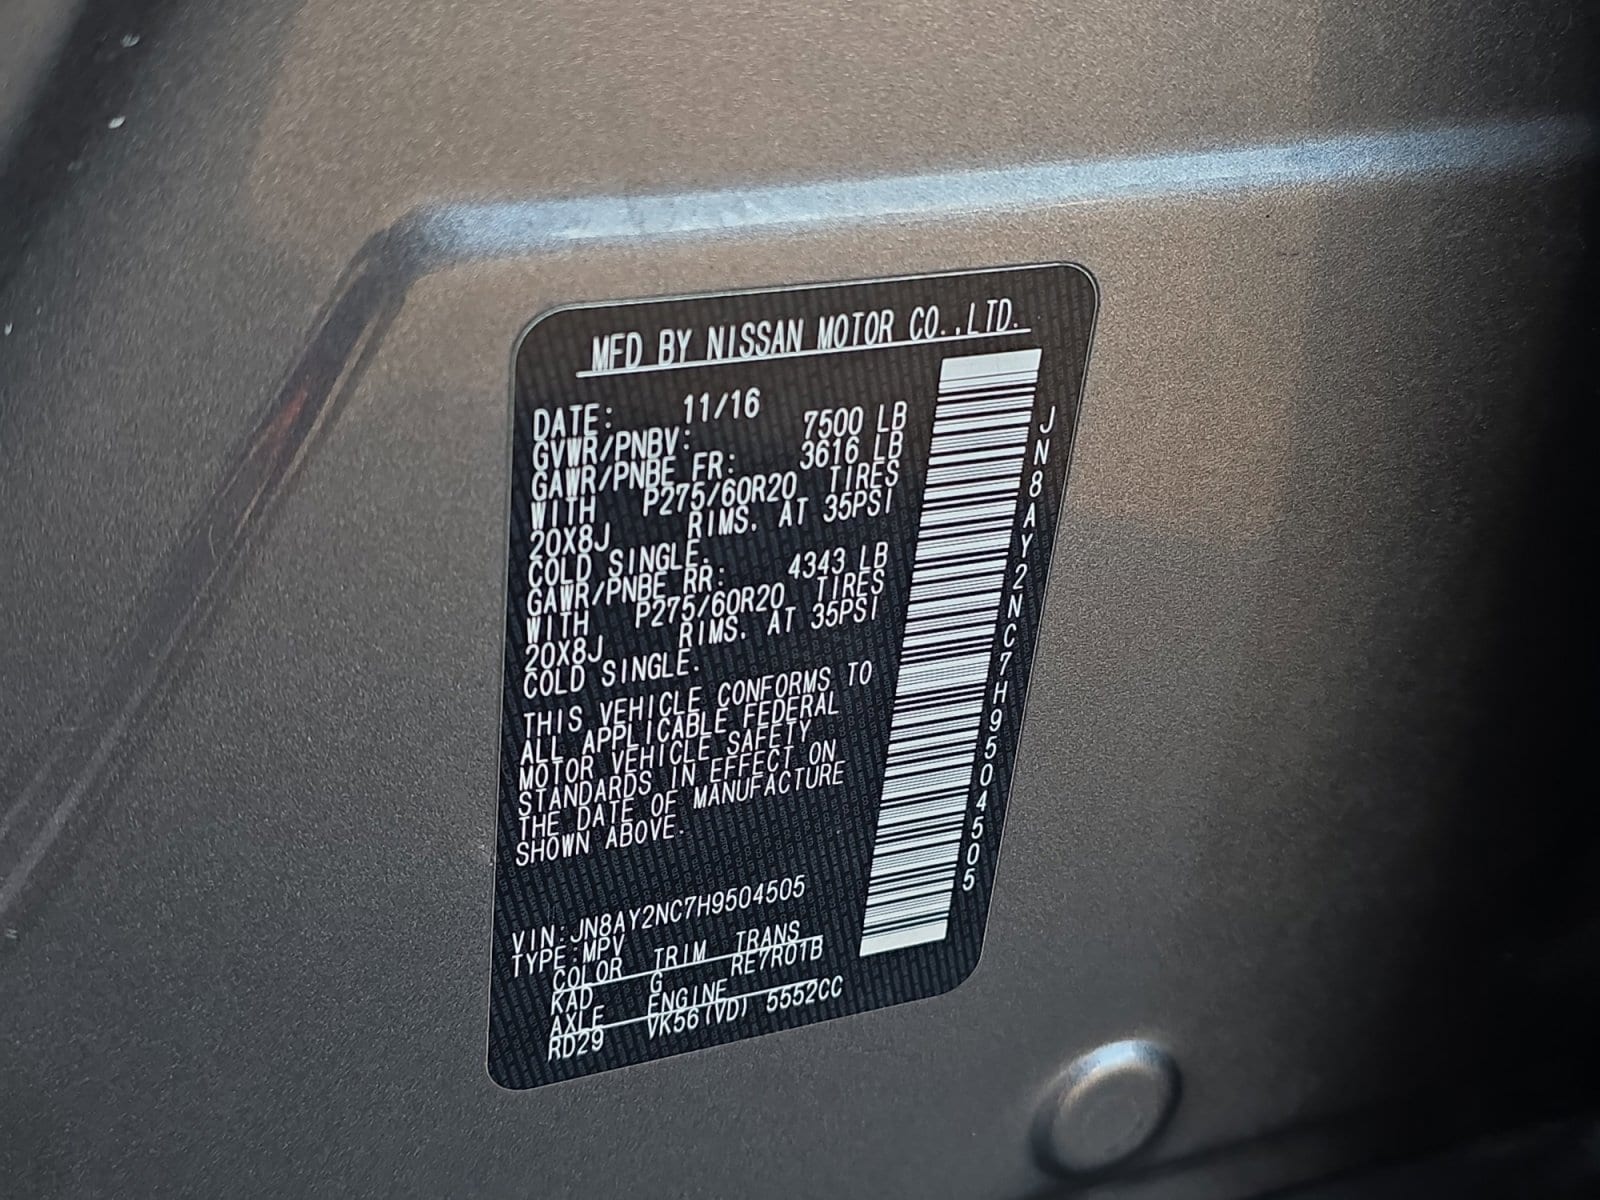 MFD BY NISSAN MOTOR CO.,LTD.
DATE: 11/16
GVWR/PNBV: 7500 LB
GAWR/PNBE FR: 3616 LB
WITH P275/60R20 TIRES
20X8J RIMS. AT 35PSI
COLD SINGLE.
GAWR/PNBE RR: 4343 LB
WITH P275/60R20 TIRES
20X8J RIMS. AT 35PSI
COLD SINGLE.
THIS VEHICLE CONFORMS TO
ALL APPLICABLE FEDERAL
MOTOR VEHICLE SAFETY
STANDARDS IN EFFECT ON
THE DATE OF MANUFACTURE
SHOWN ABOVE.
VIN:JN8AY2NC7H9504505
TYPE:MPV
COLOR TRIM TRANS
KAD G RE7R01B
AXLE ENGINE
RD29 VK56(VD) 5552CC
JN8AY2NC7H9504505